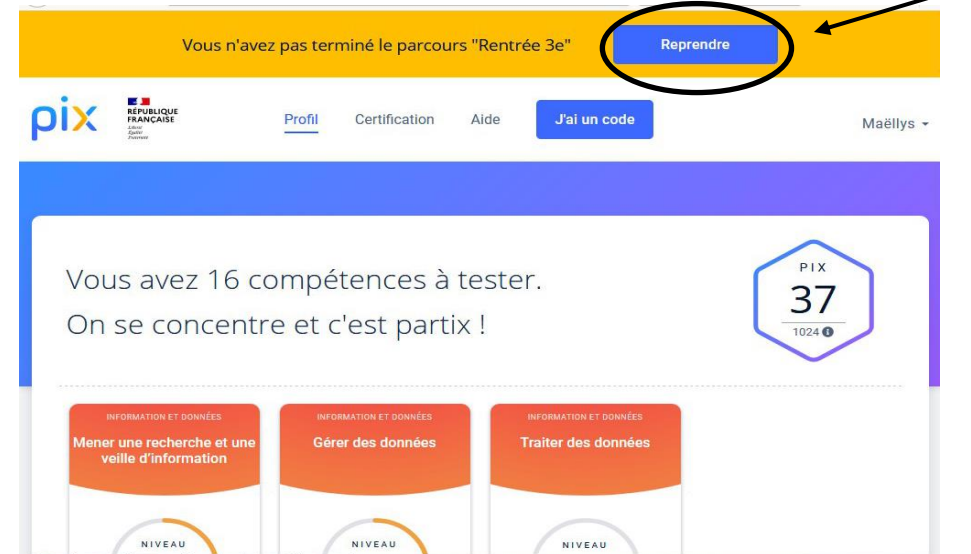 Vous n'avez pas terminé le parcours "Rentrée 3e" Reprendre
pix RÉPUBLIQUE FRANÇAISE Liberté Égalité Fraternité Profil Certification Aide J'ai un code Maëllys
Vous avez 16 compétences à tester.
On se concentre et c'est partix !
PIX
37
1024
INFORMATION ET DONNÉES
Mener une recherche et une
veille d'information
NIVEAU
INFORMATION ET DONNÉES
Gérer des données
NIVEAU
INFORMATION ET DONNÉES
Traiter des données
NIVEAU